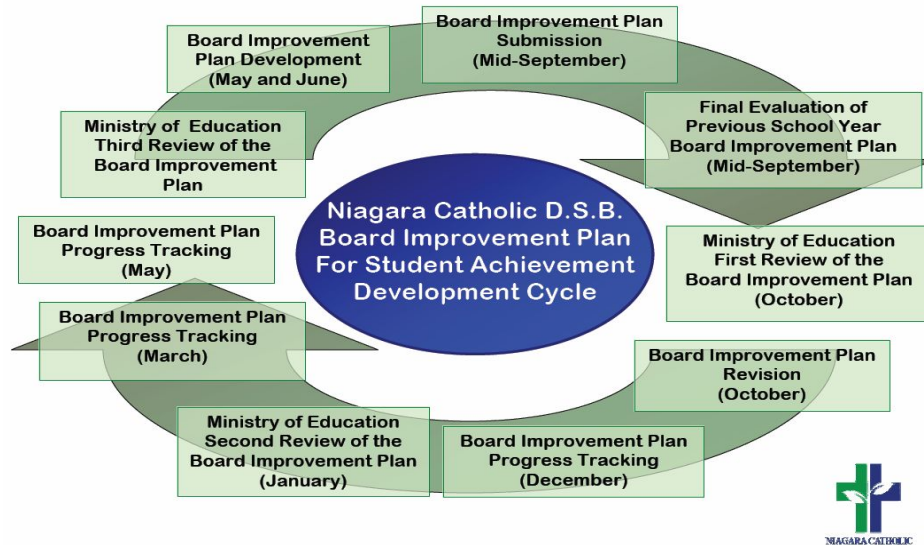 Board Improvement
Plan Development
(May and June)
Board Improvement Plan
Submission
(Mid-September)
Final Evaluation of
Previous School Year
Board Improvement Plan
(Mid-September)
Ministry of Education
First Review of the
Board Improvement Plan
(October)
Board Improvement Plan
Revision
(October)
Board Improvement Plan
Progress Tracking
(December)
Ministry of Education
Second Review of the
Board Improvement Plan
(January)
Board Improvement Plan
Progress Tracking
(March)
Board Improvement Plan
Progress Tracking
(May)
Ministry of Education
Third Review of the
Board Improvement
Plan
Niagara Catholic D.S.B.
Board Improvement Plan
For Student Achievement
Development Cycle
NIAGARA CATHOLIC